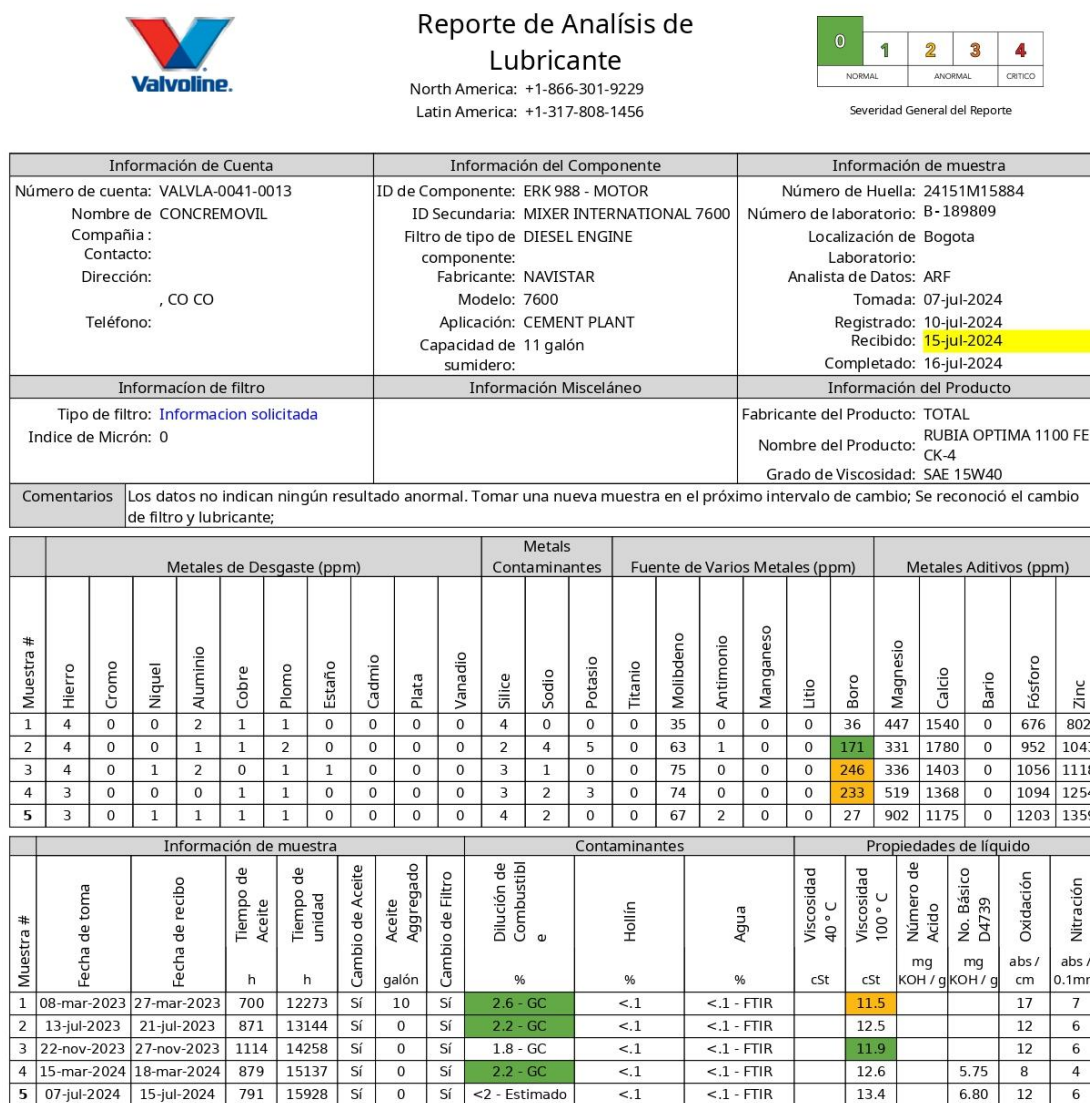 Reporte de Analísis de
Lubricante
North America: +1-866-301-9229
Latin America: +1-317-808-1456
Valvoline.
0 1 2 3 4
NORMAL ANORMAL CRITICO
Severidad General del Reporte
Información de Cuenta
Número de cuenta: VALVLA-0041-0013
Nombre de CONCREMOVIL
Compañia :
Contacto:
Dirección:
, CO CO
Teléfono:
Información del Componente
ID de Componente: ERK 988 - MOTOR
ID Secundaria: MIXER INTERNATIONAL 7600
Filtro de tipo de DIESEL ENGINE
componente:
Fabricante: NAVISTAR
Modelo: 7600
Aplicación: CEMENT PLANT
Capacidad de 11 galón
sumidero:
Información de muestra
Número de Huella: 24151M15884
Número de laboratorio: B-189809
Localización de Bogota
Laboratorio:
Analista de Datos: ARF
Tomada: 07-jul-2024
Registrado: 10-jul-2024
Recibido: 15-jul-2024
Completado: 16-jul-2024
Informacíon de filtro
Tipo de filtro: Informacion solicitada
Indice de Micrón: 0
Información Misceláneo
Información del Producto
Fabricante del Producto: TOTAL
Nombre del Producto: RUBIA OPTIMA 1100 FE
CK-4
Grado de Viscosidad: SAE 15W40
Comentarios Los datos no indican ningún resultado anormal. Tomar una nueva muestra en el próximo intervalo de cambio; Se reconoció el cambio
de filtro y lubricante;
Metales de Desgaste (ppm) Metals Contaminantes Fuente de Varios Metales (ppm) Metales Aditivos (ppm)
Muestra # Hierro Cromo Niquel Aluminio Cobre Plomo Estaño Cadmio Plata Vanadio Silice Sodio Potasio Titanio Molibdeno Antimonio Manganeso Litio Boro Magnesio Calcio Bario Fósforo Zinc
1 4 0 0 2 1 1 0 0 0 0 4 0 0 0 35 0 0 0 36 447 1540 0 676 802
2 4 0 0 1 1 2 0 0 0 0 2 4 5 0 63 1 0 0 171 331 1780 0 952
3 4 0 1 2 0 1 1 0 0 0 3 1 0 0 75 0 0 0 246 336 1403 0 1056 1118
4 3 0 0 0 1 1 0 0 0 0 3 2 3 0 74 0 0 0 233 519 1368 0 1094 1254
5 3 0 1 1 1 1 0 0 0 0 4 2 0 0 67 2 0 0 27 902 1175 0 1203 1359
Información de muestra Contaminantes Propiedades de líquido
Muestra # Fecha de toma Fecha de recibo Tiempo de Aceite Tiempo de unidad Cambio de Aceite Aceite Aggregado Cambio de Filtro Dilución de Combustibl e Hollín Agua Viscosidad 40 ° C Viscosidad 100 ° C Número de Acido No. Básico D4739 Oxidación Nitración
h h galón % % % cSt cSt mg KOH / g mg KOH / g abs / cm abs / 0.1mm
1 08-mar-2023 27-mar-2023 700 12273 Sí 10 Sí 2.6 - GC <.1 <.1 - FTIR 11.5 17 7
2 13-jul-2023 21-jul-2023 871 13144 Sí 0 Sí 2.2 - GC <.1 <.1 - FTIR 12.5 12 6
3 22-nov-2023 27-nov-2023 1114 14258 Sí 0 Sí 1.8 - GC <.1 <.1 - FTIR 11.9 12 6
4 15-mar-2024 18-mar-2024 879 15137 Sí 0 Sí 2.2 - GC <.1 <.1 - FTIR 12.6 5.75 8 4
5 07-jul-2024 15-jul-2024 791 15928 Sí 0 Sí <2 - Estimado <.1 <.1 - FTIR 13.4 6.80 12 6